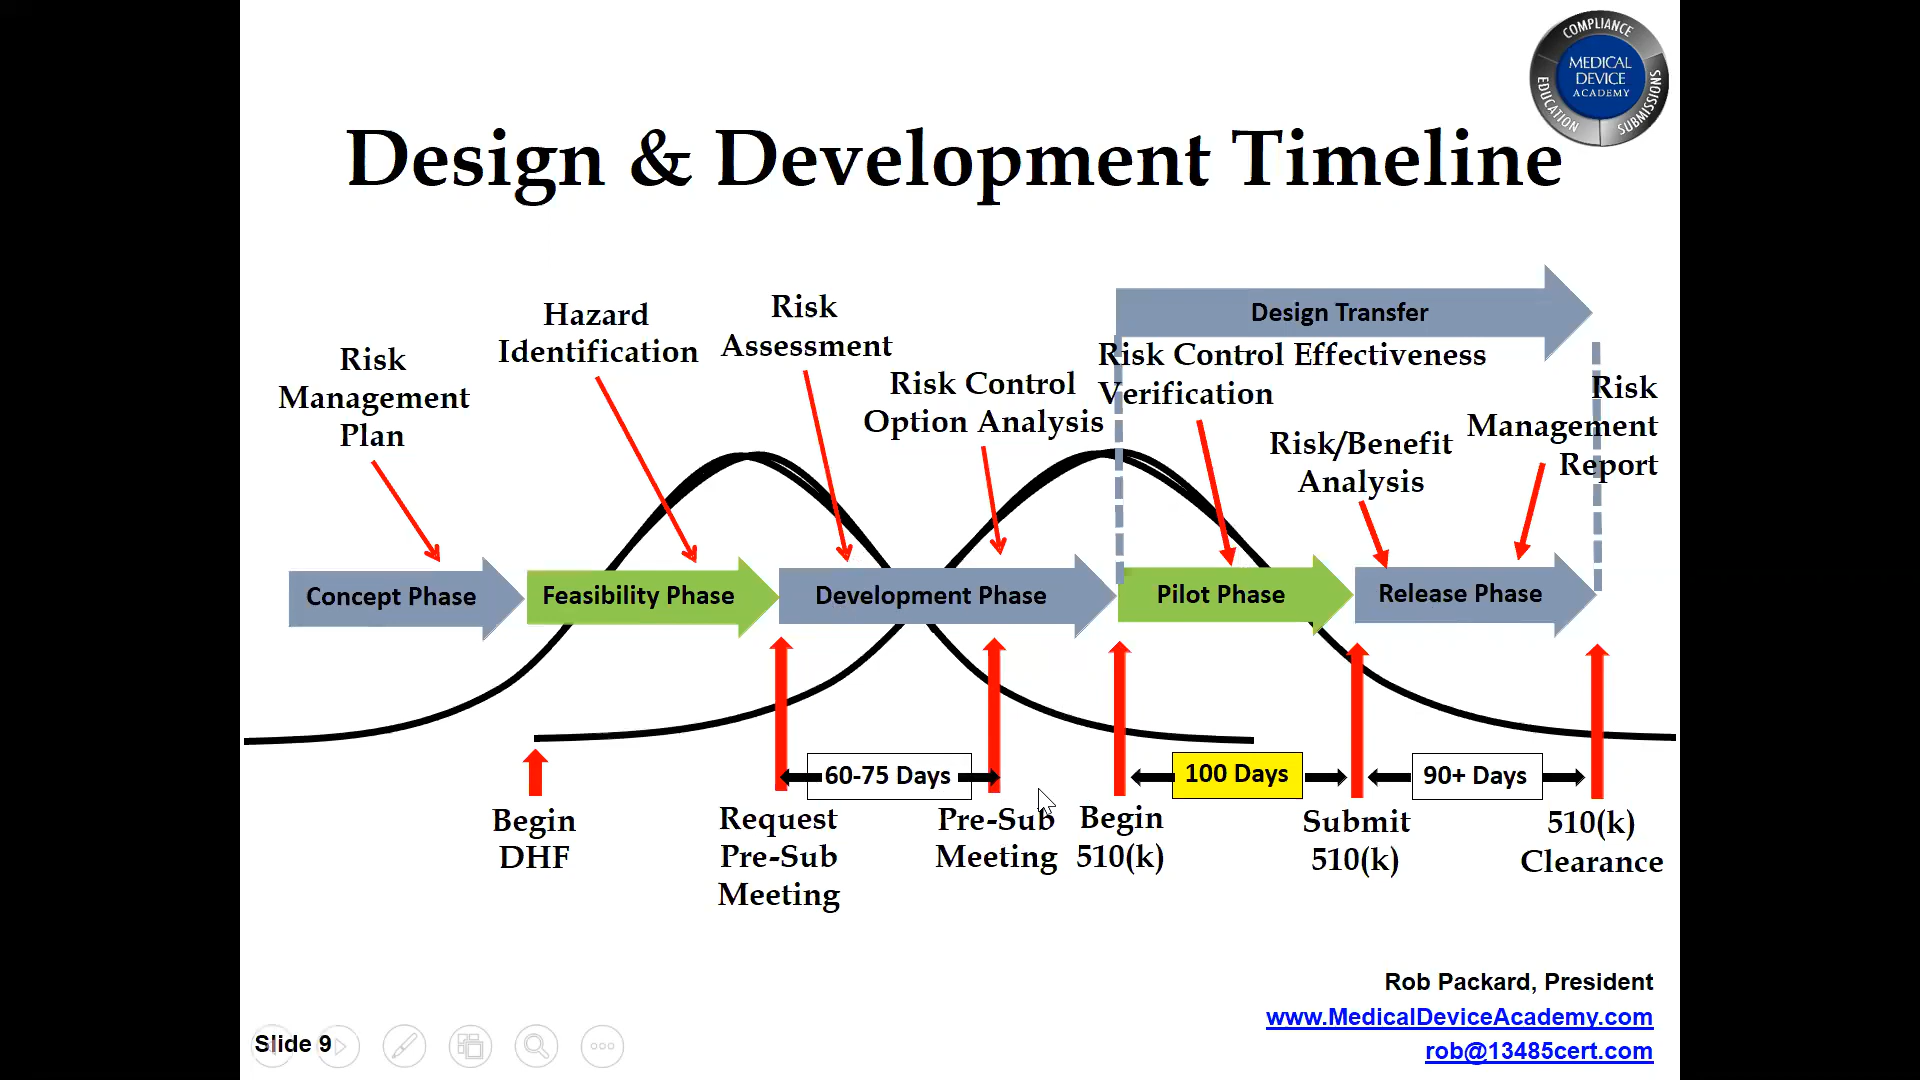 COMPLIANCE
EDUCATION
SUBMISSIONS
MEDICAL
DEVICE
ACADEMY
Design & Development Timeline
Design Transfer
Risk
Management
Plan
Hazard
Identification
Risk
Assessment
Risk Control
Option Analysis
Risk Control Effectiveness
Verification
Risk/Benefit
Analysis
Risk
Management
Report
Concept Phase
Feasibility Phase
Development Phase
Pilot Phase
Release Phase
60-75 Days
100 Days
90+ Days
Begin
DHF
Request
Pre-Sub
Meeting
Pre-Sub
Meeting
Begin
510(k)
Submit
510(k)
510(k)
Clearance
Rob Packard, President
www.MedicalDeviceAcademy.com
rob@13485cert.com
Slide 9